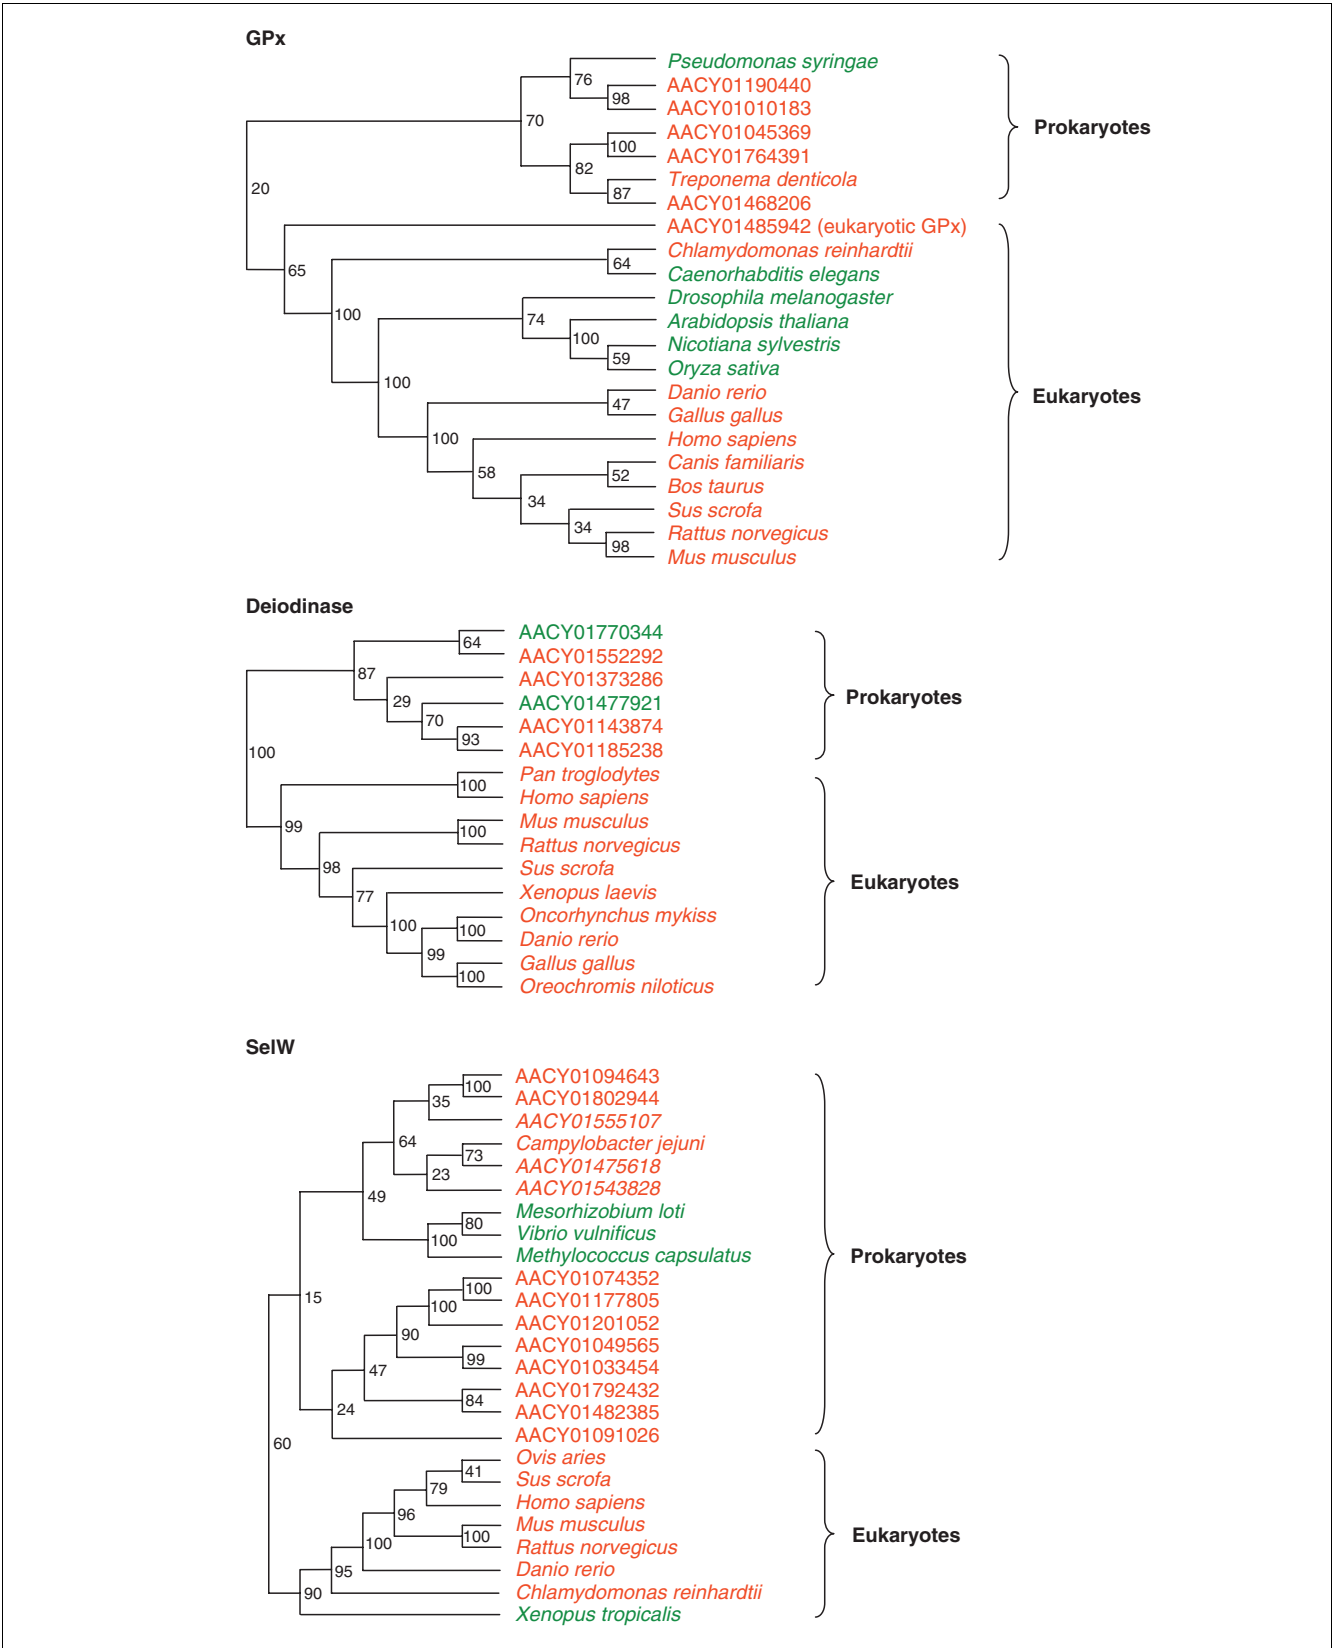 GPx
Pseudomonas syringae
76
AACY01190440
98
AACY01010183
70
Prokaryotes
AACY01045369
100
AACY01764391
82
Treponema denticola
87
20
AACY01468206
AACY01485942 (eukaryotic GPx)
Chlamydomonas reinhardtii
64
65
Caenorhabditis elegans
Drosophila melanogaster
100
74
Arabidopsis thaliana
100
Nicotiana sylvestris
59
Oryza sativa
100
Danio rerio
Eukaryotes
47
Gallus gallus
100
Homo sapiens
58
Canis familiaris
52
Bos taurus
34
Sus scrofa
34
Rattus norvegicus
98
Mus musculus
Deiodinase
AACY01770344
64
AACY01552292
87
AACY01373286
29
Prokaryotes
AACY01477921
70
AACY01143874
93
AACY01185238
100
Pan troglodytes
100
Homo sapiens
99
Mus musculus
100
Rattus norvegicus
98
Sus scrofa
77
Eukaryotes
Xenopus laevis
100
Oncorhynchus mykiss
100
Danio rerio
99
Gallus gallus
100
Oreochromis niloticus
SelW
AACY01094643
100
AACY01802944
35
AACY01555107
64
Campylobacter jejuni
73
AACY01475618
23
AACY01543828
49
Mesorhizobium loti
80
Vibrio vulnificus
100
Methylococcus capsulatus
Prokaryotes
AACY01074352
100
15
AACY01177805
100
AACY01201052
90
AACY01049565
99
AACY01033454
47
AACY01792432
84
AACY01482385
24
AACY01091026
60
Ovis aries
41
Sus scrofa
79
Homo sapiens
96
Mus musculus
100
Eukaryotes
Rattus norvegicus
100
Danio rerio
95
Chlamydomonas reinhardtii
90
Xenopus tropicalis